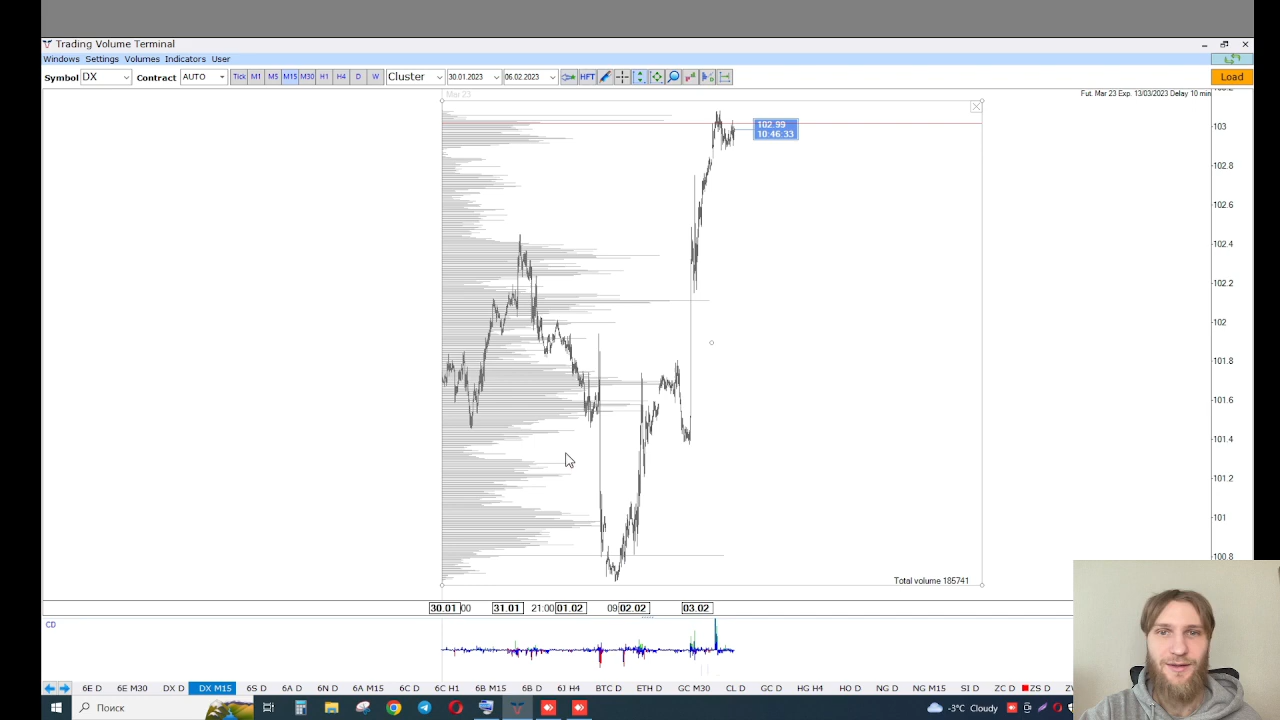 Trading Volume Terminal
Windows Settings Volumes Indicators User
Symbol DX Contract AUTO Tick M1 M5 M15 M30 H1 H4 D W Cluster 30.01.2023 06.02.2023 HFT Load
Mar 23
Fut. Mar 23 Exp. 13/03/2023 Delay 10 min
102.99
10:46:33
103
102.8
102.6
102.4
102.2
102
101.8
101.6
101.4
101.2
101
100.8
Total volume 185741
30.01 00 31.01 21:00 01.02 09 02.02 03.02
CD
6E D 6E M30 DX D DX M15 6S D 6A D 6N D 6A M15 6C D 6C H1 6B M15 6B D 6J H4 BTC D ETH D GC M30 CL D GC D HG H4 HO D NG D NG M15 SI D ZC D ZS D
Поиск
-3°C Cloudy